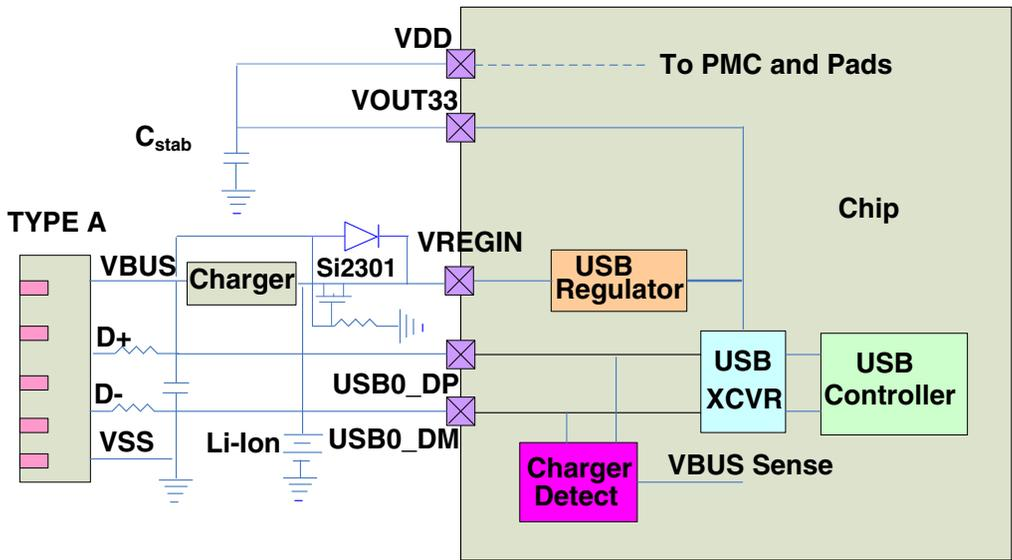 VDD
To PMC and Pads
VOUT33
Cstab
Chip
TYPE A
VREGIN
VBUS
Charger
Si2301
USB
Regulator
D+
USB0_DP
USB
XCVR
USB
Controller
D-
VSS
Li-Ion
USB0_DM
Charger
Detect
VBUS Sense